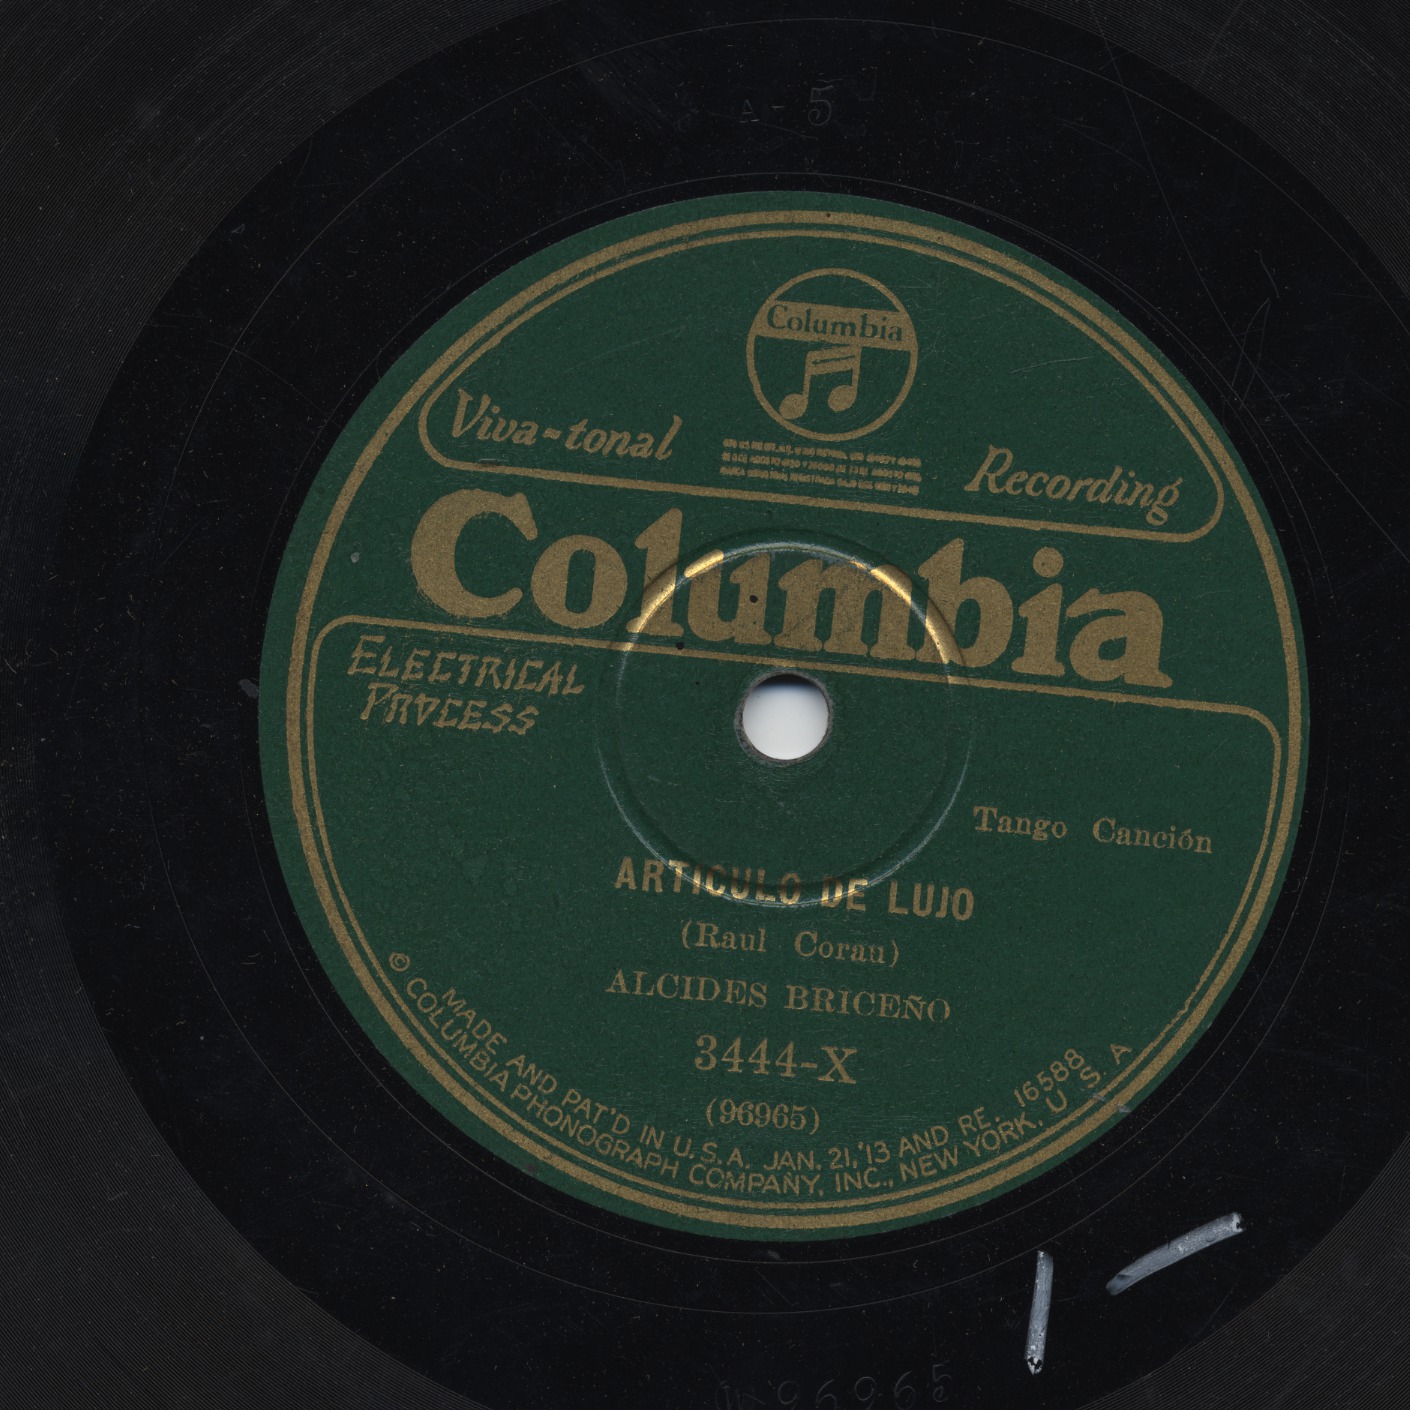 A-5
Columbia
Viva-tonal Recording
Columbia
ELECTRICAL
PROCESS
Tango Canción
ARTICULO DE LUJO
(Raul Corau)
ALCIDES BRICEÑO
3444-X
(96965)
MADE AND PAT'D IN U.S.A. JAN. 21,'13 AND RE. 16588
© COLUMBIA PHONOGRAPH COMPANY, INC., NEW YORK, U S. A
96965